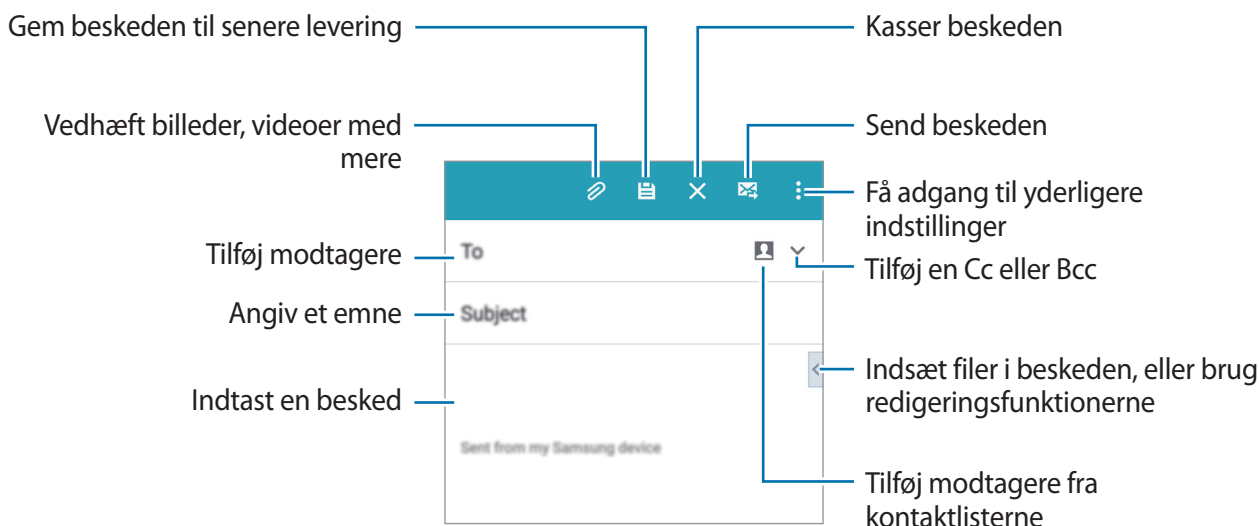 Gem beskeden til senere levering
Kasser beskeden
Vedhæft billeder, videoer med
mere
Send beskeden
Få adgang til yderligere
indstillinger
Tilføj modtagere
To
Tilføj en Cc eller Bcc
Angiv et emne
Subject
Indsæt filer i beskeden, eller brug
redigeringsfunktionerne
Indtast en besked
Sent from my Samsung device
Tilføj modtagere fra
kontaktlisterne